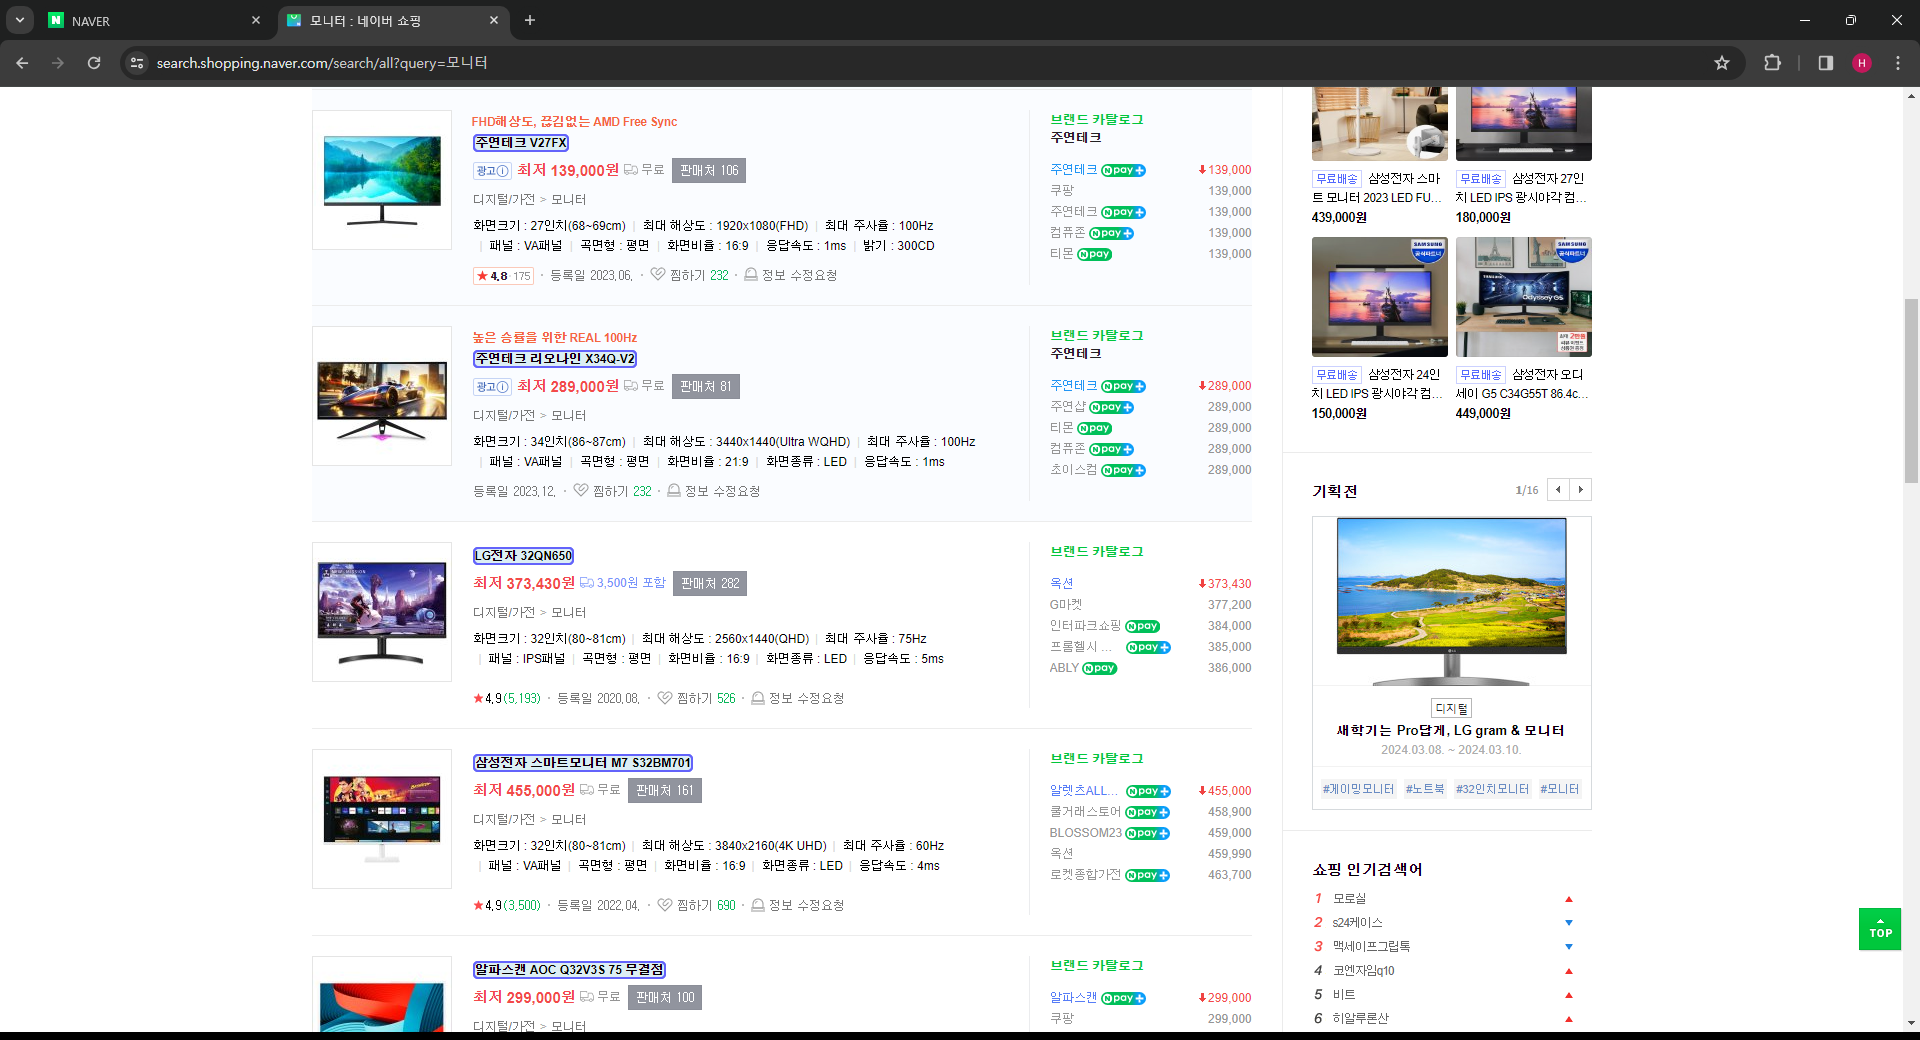 NAVER
모니터 : 네이버 쇼핑
search.shopping.naver.com/search/all?query=모니터
H
FHD해상도, 끊김없는 AMD Free Sync
주연테크 V27FX
광고 최저 139,000원 무료 판매처 106
디지털/가전 > 모니터
화면크기 : 27인치(68~69cm) | 최대 해상도 : 1920x1080(FHD) | 최대 주사율 : 100Hz
| 패널 : VA패널 | 곡면형 : 평면 | 화면비율 : 16:9 | 응답속도 : 1ms | 밝기 : 300CD
★ 4.8 · 175 · 등록일 2023.06. · 찜하기 232 · 정보 수정요청
브랜드 카탈로그
주연테크
주연테크 N pay+ 139,000
쿠팡 139,000
주연테크 N pay+ 139,000
컴퓨존 N pay+ 139,000
티몬 N pay 139,000
높은 승률을 위한 REAL 100Hz
주연테크 리오나인 X34Q-V2
광고 최저 289,000원 무료 판매처 81
디지털/가전 > 모니터
화면크기 : 34인치(86~87cm) | 최대 해상도 : 3440x1440(Ultra WQHD) | 최대 주사율 : 100Hz
| 패널 : VA패널 | 곡면형 : 평면 | 화면비율 : 21:9 | 화면종류 : LED | 응답속도 : 1ms
등록일 2023.12. · 찜하기 232 · 정보 수정요청
브랜드 카탈로그
주연테크
주연테크 N pay+ 289,000
주연샵 N pay+ 289,000
티몬 N pay 289,000
컴퓨존 N pay+ 289,000
초이스컴 N pay+ 289,000
LG전자 32QN650
최저 373,430원 3,500원 포함 판매처 282
디지털/가전 > 모니터
화면크기 : 32인치(80~81cm) | 최대 해상도 : 2560x1440(QHD) | 최대 주사율 : 75Hz
| 패널 : IPS패널 | 곡면형 : 평면 | 화면비율 : 16:9 | 화면종류 : LED | 응답속도 : 5ms
★ 4.9 (5,193) · 등록일 2020.08. · 찜하기 526 · 정보 수정요청
브랜드 카탈로그
옥션 373,430
G마켓 377,200
인터파크쇼핑 N pay 384,000
프롬헬시 ... N pay+ 385,000
ABLY N pay 386,000
삼성전자 스마트모니터 M7 S32BM701
최저 455,000원 무료 판매처 161
디지털/가전 > 모니터
화면크기 : 32인치(80~81cm) | 최대 해상도 : 3840x2160(4K UHD) | 최대 주사율 : 60Hz
| 패널 : VA패널 | 곡면형 : 평면 | 화면비율 : 16:9 | 화면종류 : LED | 응답속도 : 4ms
★ 4.9 (3,500) · 등록일 2022.04. · 찜하기 690 · 정보 수정요청
브랜드 카탈로그
알렛츠ALL... N pay+ 455,000
쿨거래스토어 N pay+ 458,900
BLOSSOM23 N pay+ 459,000
옥션 459,990
로켓종합가전 N pay+ 463,700
알파스캔 AOC Q32V3S 75 무결점
최저 299,000원 무료 판매처 100
디지털/가전 > 모니터
브랜드 카탈로그
알파스캔 N pay+ 299,000
쿠팡 299,000
무료배송 삼성전자 스마
트 모니터 2023 LED FU...
439,000원
무료배송 삼성전자 27인
치 LED IPS 광시야각 컴...
180,000원
SAMSUNG
공식파트너
SAMSUNG
공식파트너
Odyssey G5
무료배송 삼성전자 24인
치 LED IPS 광시야각 컴...
150,000원
무료배송 삼성전자 오디
세이 G5 C34G55T 86.4c...
449,000원
기획전 1/16
디지털
새학기는 Pro답게, LG gram & 모니터
2024.03.08. ~ 2024.03.10.
#게이밍모니터 #노트북 #32인치모니터 #모니터
쇼핑 인기검색어
1 모로실
2 s24케이스
3 맥세이프그립톡
4 코엔자임q10
5 비트
6 히알루론산
TOP